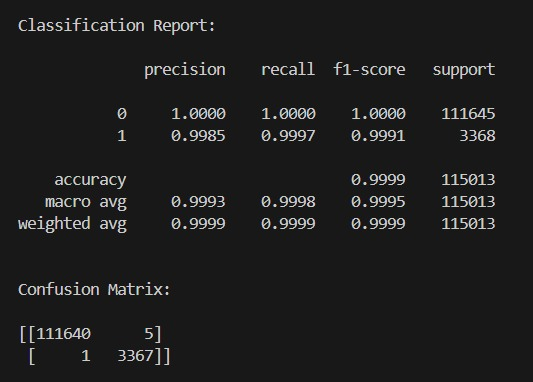 Classification Report:
precision recall f1-score support
0 1.0000 1.0000 1.0000 111645
1 0.9985 0.9997 0.9991 3368
accuracy 0.9999 115013
macro avg 0.9993 0.9998 0.9995 115013
weighted avg 0.9999 0.9999 0.9999 115013
Confusion Matrix:
[[111640 5]
[ 1 3367]]